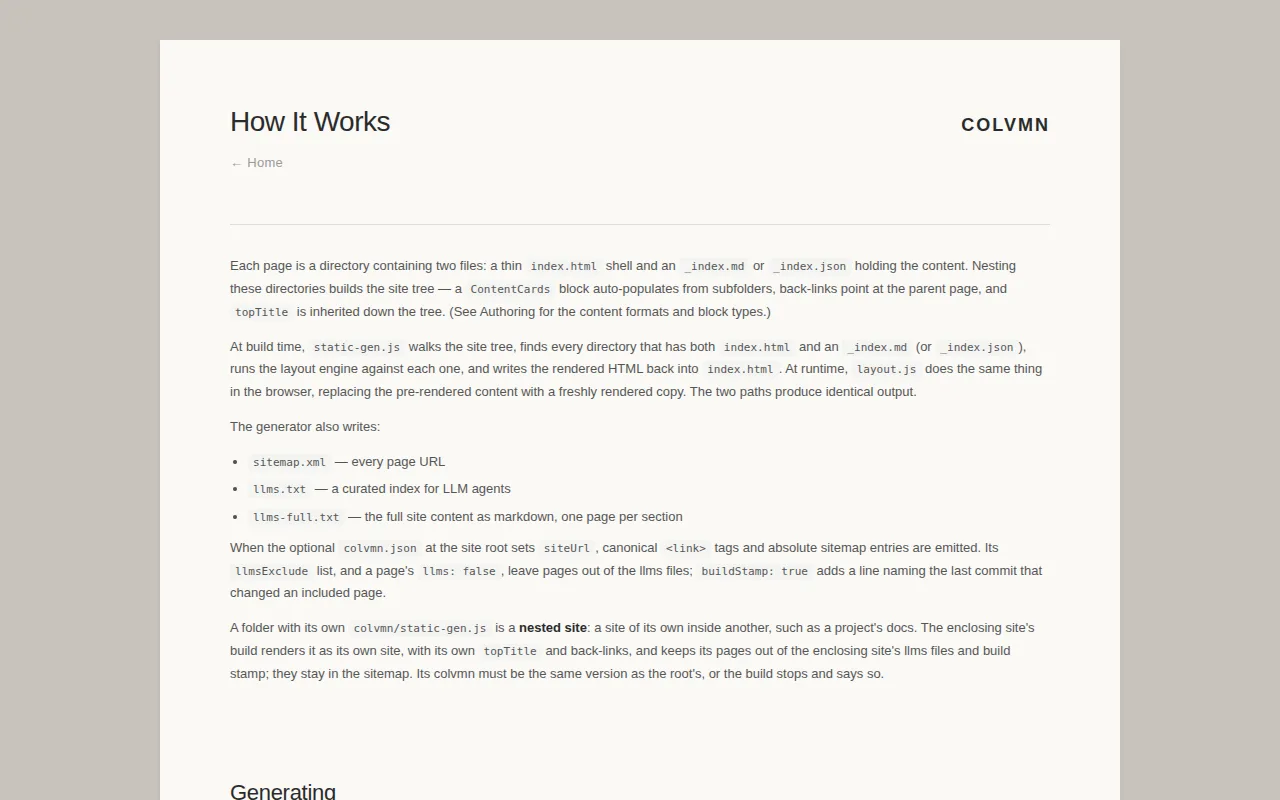 How It Works
COLVMN
← Home
Each page is a directory containing two files: a thin index.html shell and an _index.md or _index.json holding the content. Nesting
these directories builds the site tree — a ContentCards block auto-populates from subfolders, back-links point at the parent page, and
topTitle is inherited down the tree. (See Authoring for the content formats and block types.)
At build time, static-gen.js walks the site tree, finds every directory that has both index.html and an _index.md (or _index.json),
runs the layout engine against each one, and writes the rendered HTML back into index.html. At runtime, layout.js does the same thing
in the browser, replacing the pre-rendered content with a freshly rendered copy. The two paths produce identical output.
The generator also writes:
• sitemap.xml — every page URL
• llms.txt — a curated index for LLM agents
• llms-full.txt — the full site content as markdown, one page per section
When the optional colvmn.json at the site root sets siteUrl, canonical <link> tags and absolute sitemap entries are emitted. Its
llmsExclude list, and a page's llms: false, leave pages out of the llms files; buildStamp: true adds a line naming the last commit that
changed an included page.
A folder with its own colvmn/static-gen.js is a nested site: a site of its own inside another, such as a project's docs. The enclosing site's
build renders it as its own site, with its own topTitle and back-links, and keeps its pages out of the enclosing site's llms files and build
stamp; they stay in the sitemap. Its colvmn must be the same version as the root's, or the build stops and says so.
Generating